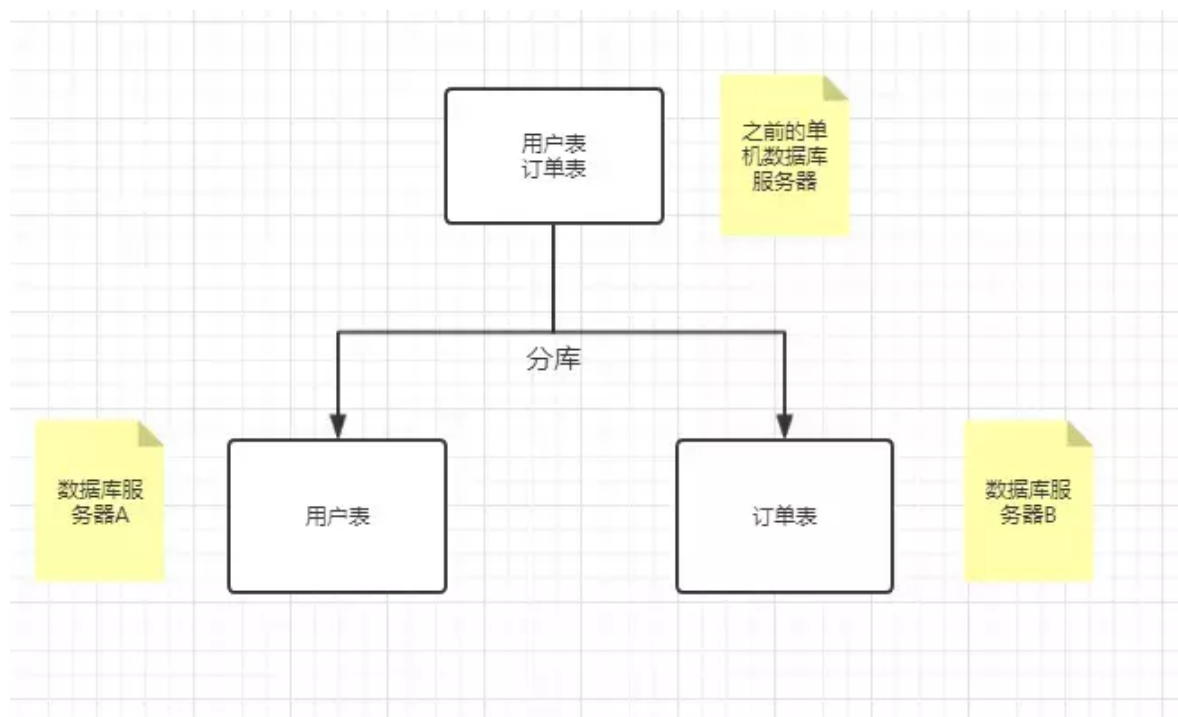 用户表
订单表
之前的单
机数据库
服务器
分库
数据库服
务器A
用户表
订单表
数据库服
务器B